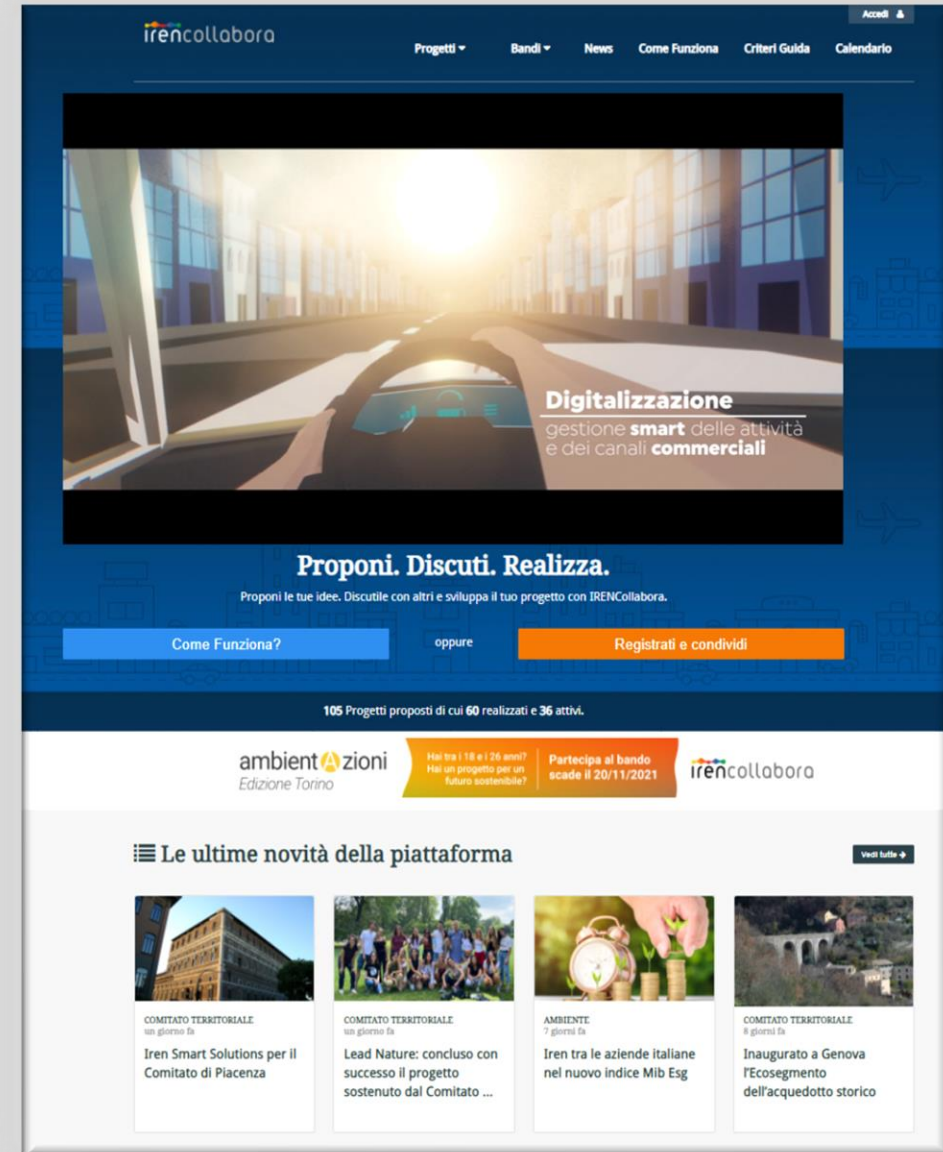 Accedi
irencollabora
Progetti
Bandi
News
Come Funziona
Criteri Guida
Calendario
Digitalizzazione
gestione smart delle attività
e dei canali commerciali
Proponi. Discuti. Realizza.
Proponi le tue idee. Discutile con altri e sviluppa il tuo progetto con IRENCollabora.
Come Funziona?
oppure
Registrati e condividi
105 Progetti proposti di cui 60 realizzati e 36 attivi.
ambientAzioni
Edizione Torino
Hai tra i 18 e i 26 anni?
Hai un progetto per un
futuro sostenibile?
Partecipa al bando
scade il 20/11/2021
irencollabora
Le ultime novità della piattaforma
Vedi tutte
COMITATO TERRITORIALE
un giorno fa
Iren Smart Solutions per il
Comitato di Piacenza
COMITATO TERRITORIALE
un giorno fa
Lead Nature: concluso con
successo il progetto
sostenuto dal Comitato ...
AMBIENTE
7 giorni fa
Iren tra le aziende italiane
nel nuovo indice Mib Esg
COMITATO TERRITORIALE
8 giorni fa
Inaugurato a Genova
l'Ecosegmento
dell'acquedotto storico